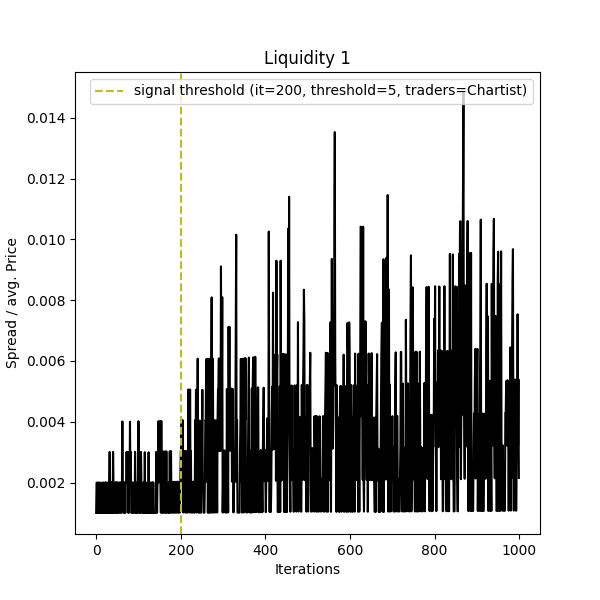 Liquidity 1
signal threshold (it=200, threshold=5, traders=Chartist)
0.014
0.012
0.010
0.008
0.006
0.004
0.002
Spread / avg. Price
0 200 400 600 800 1000
Iterations